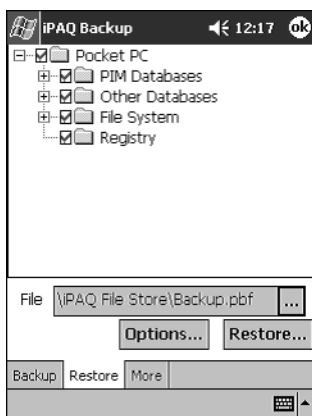 iPAQ Backup 12:17 ok
Pocket PC
PIM Databases
Other Databases
File System
Registry
File \iPAQ File Store\Backup.pbf ...
Options... Restore...
Backup Restore More